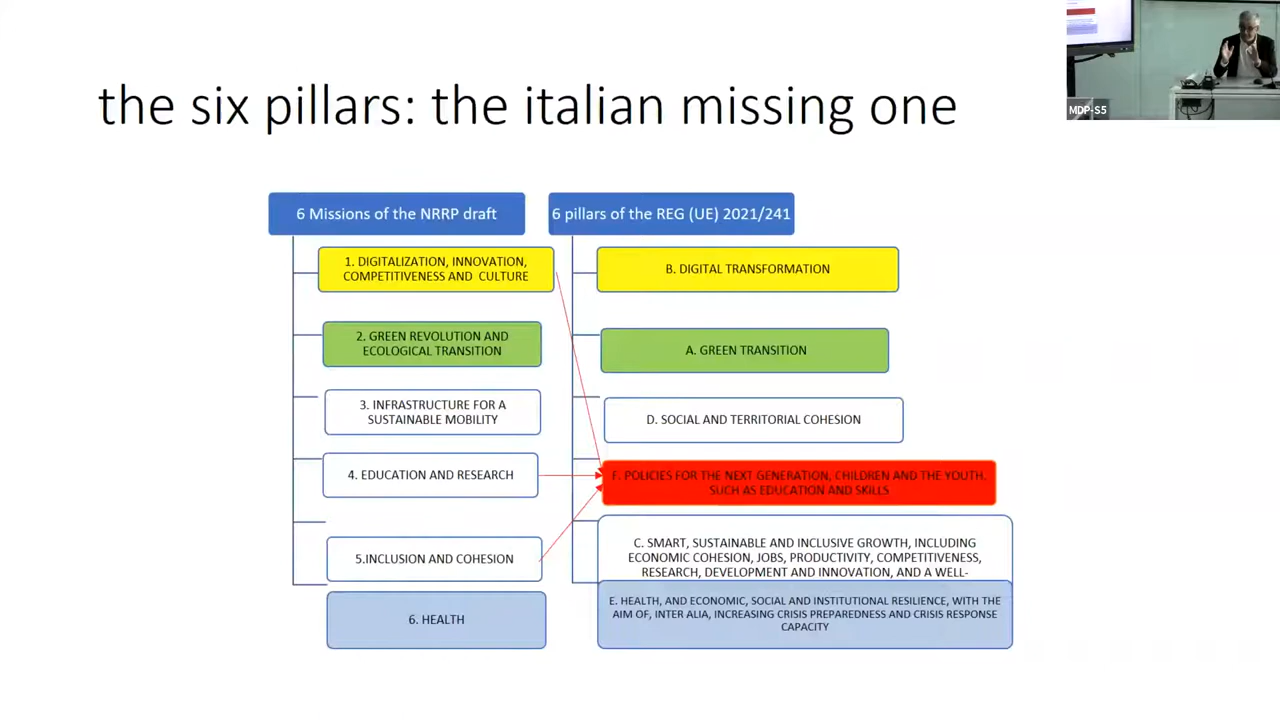 the six pillars: the italian missing one
MDP-S5
6 Missions of the NRRP draft
1. DIGITALIZATION, INNOVATION,
COMPETITIVENESS AND CULTURE
2. GREEN REVOLUTION AND
ECOLOGICAL TRANSITION
3. INFRASTRUCTURE FOR A
SUSTAINABLE MOBILITY
4. EDUCATION AND RESEARCH
5.INCLUSION AND COHESION
6. HEALTH
6 pillars of the REG (UE) 2021/241
B. DIGITAL TRANSFORMATION
A. GREEN TRANSITION
D. SOCIAL AND TERRITORIAL COHESION
F. POLICIES FOR THE NEXT GENERATION, CHILDREN AND THE YOUTH,
SUCH AS EDUCATION AND SKILLS
C. SMART, SUSTAINABLE AND INCLUSIVE GROWTH, INCLUDING
ECONOMIC COHESION, JOBS, PRODUCTIVITY, COMPETITIVENESS,
RESEARCH, DEVELOPMENT AND INNOVATION, AND A WELL-
E. HEALTH, AND ECONOMIC, SOCIAL AND INSTITUTIONAL RESILIENCE, WITH THE
AIM OF, INTER ALIA, INCREASING CRISIS PREPAREDNESS AND CRISIS RESPONSE
CAPACITY